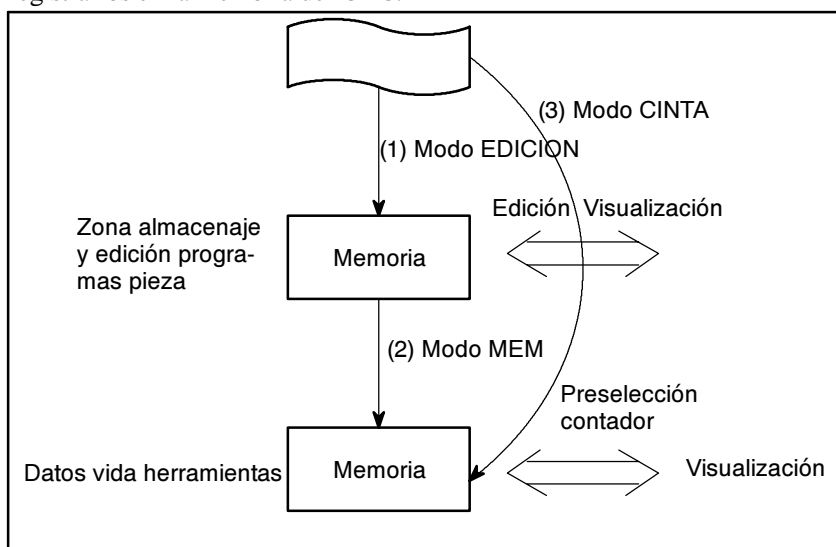 (3) Modo CINTA
(1) Modo EDICION
Zona almacenaje
y edición progra-
mas pieza
Memoria
Edición Visualización
(2) Modo MEM
Preselección
contador
Datos vida herramientas
Memoria
Visualización